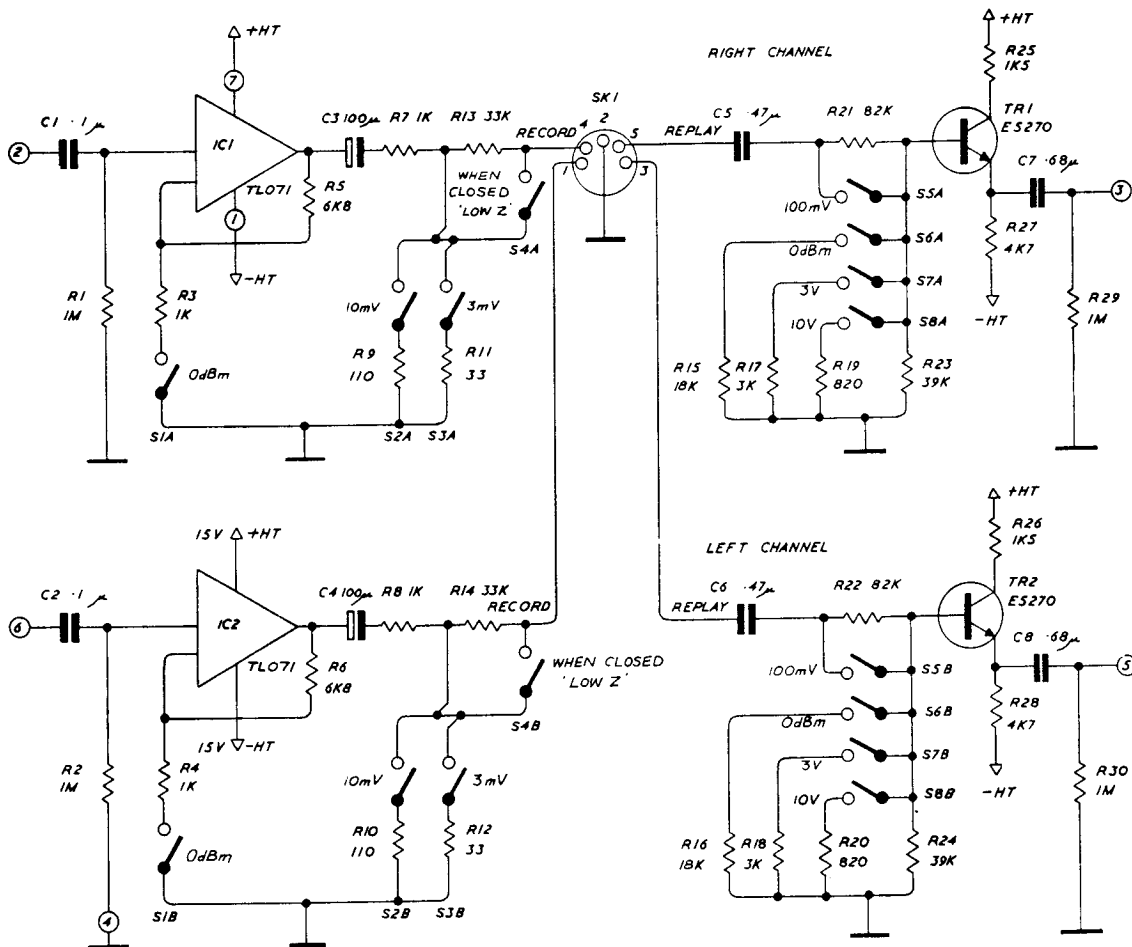 +HT
7
C1 .1 µ
2
IC1
TL071
1
-HT
R5
6K8
R3
1K
R1
1M
0dBm
S1A
C3 100µ R7 1K R13 33K
RECORD
WHEN
CLOSED
'LOW Z'
S4A
10mV
3mV
R9
110
R11
33
S2A S3A
SK1
4
2
5
1
3
RIGHT CHANNEL
REPLAY
C5 .47µ
R21 82K
+HT
R25
1K5
TR1
ES270
C7 .68µ
3
100mV
S5A
0dBm
S6A
3V
S7A
10V
S8A
R27
4K7
-HT
R29
1M
R15
18K
R17
3K
R19
820
R23
39K
15V
+HT
C2 .1 µ
6
IC2
TL071
15V
-HT
R6
6K8
R4
1K
R2
1M
0dBm
S1B
4
C4 100µ R8 1K R14 33K
RECORD
WHEN CLOSED
'LOW Z'
S4B
10mV
3mV
R10
110
R12
33
S2B S3B
LEFT CHANNEL
REPLAY
C6 .47µ
R22 82K
+HT
R26
1K5
TR2
ES270
C8 .68µ
5
100mV
S5B
0dBm
S6B
3V
S7B
10V
S8B
R28
4K7
-HT
R30
1M
R16
18K
R18
3K
R20
820
R24
39K